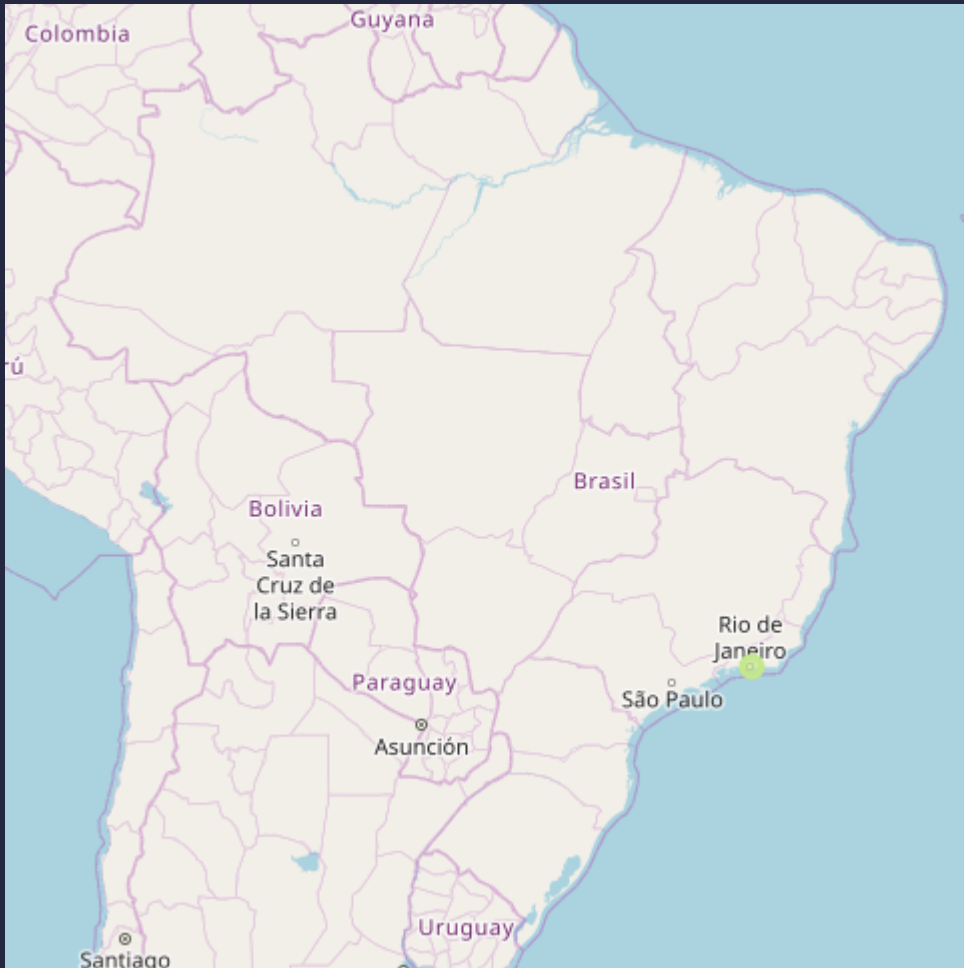 Guyana
Colombia
rú
Brasil
Bolivia
Santa
Cruz de
la Sierra
Rio de
Janeiro
Paraguay
São Paulo
Asunción
Uruguay
Santiago